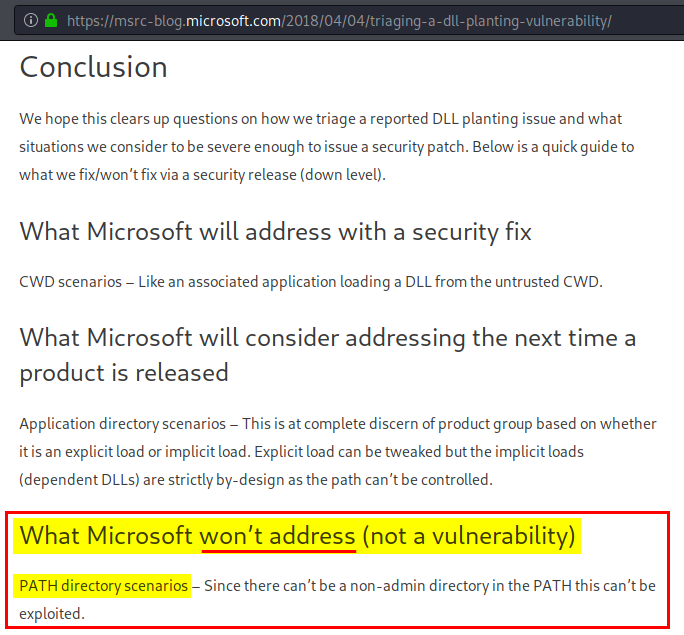 https://msrc-blog.microsoft.com/2018/04/04/triaging-a-dll-planting-vulnerability/
Conclusion
We hope this clears up questions on how we triage a reported DLL planting issue and what
situations we consider to be severe enough to issue a security patch. Below is a quick guide to
what we fix/won’t fix via a security release (down level).
What Microsoft will address with a security fix
CWD scenarios – Like an associated application loading a DLL from the untrusted CWD.
What Microsoft will consider addressing the next time a
product is released
Application directory scenarios – This is at complete discern of product group based on whether
it is an explicit load or implicit load. Explicit load can be tweaked but the implicit loads
(dependent DLLs) are strictly by-design as the path can’t be controlled.
What Microsoft won’t address (not a vulnerability)
PATH directory scenarios – Since there can’t be a non-admin directory in the PATH this can’t be
exploited.